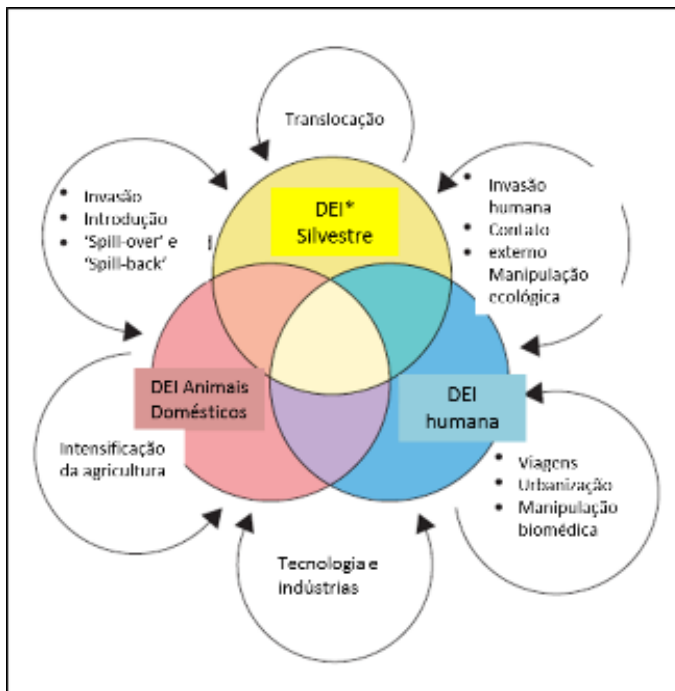 Translocação
• Invasão
• Introdução
• 'Spill-over' e
'Spill-back'
DEI*
Silvestre
• Invasão
humana
• Contato
• externo
Manipulação
ecológica
DEI Animais
Domésticos
DEI
humana
Intensificação
da agricultura
• Viagens
• Urbanização
• Manipulação
biomédica
Tecnologia e
indústrias